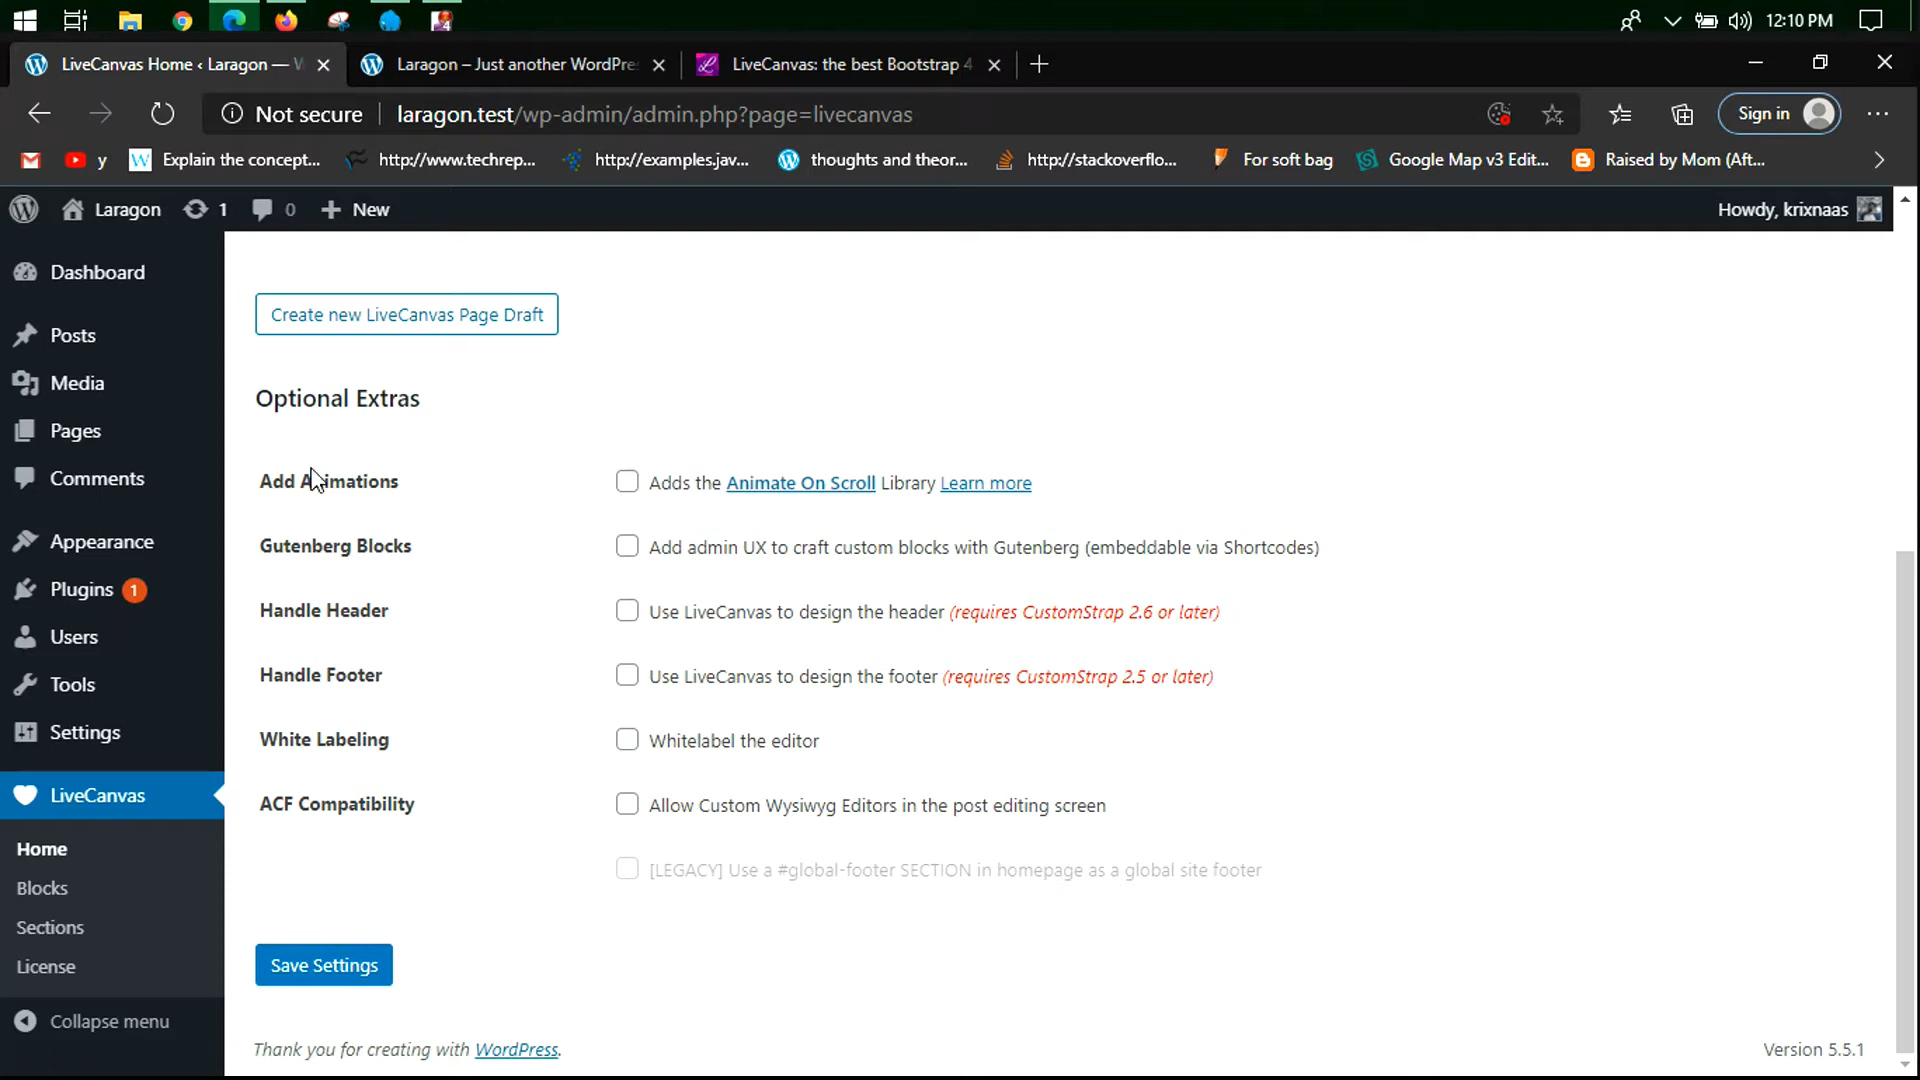 12:10 PM
LiveCanvas Home ‹ Laragon — W
Laragon – Just another WordPre
LiveCanvas: the best Bootstrap 4
Not secure
laragon.test/wp-admin/admin.php?page=livecanvas
Sign in
y
Explain the concept...
http://www.techrep...
http://examples.jav...
thoughts and theor...
http://stackoverflo...
For soft bag
Google Map v3 Edit...
Raised by Mom (Aft...
Laragon
1
0
New
Howdy, krixnaas
Dashboard
Posts
Media
Pages
Comments
Appearance
Plugins 1
Users
Tools
Settings
LiveCanvas
Home
Blocks
Sections
License
Collapse menu
Create new LiveCanvas Page Draft
Optional Extras
Add Animations
Adds the Animate On Scroll Library Learn more
Gutenberg Blocks
Add admin UX to craft custom blocks with Gutenberg (embeddable via Shortcodes)
Handle Header
Use LiveCanvas to design the header (requires CustomStrap 2.6 or later)
Handle Footer
Use LiveCanvas to design the footer (requires CustomStrap 2.5 or later)
White Labeling
Whitelabel the editor
ACF Compatibility
Allow Custom Wysiwyg Editors in the post editing screen
[LEGACY] Use a #global-footer SECTION in homepage as a global site footer
Save Settings
Thank you for creating with WordPress.
Version 5.5.1